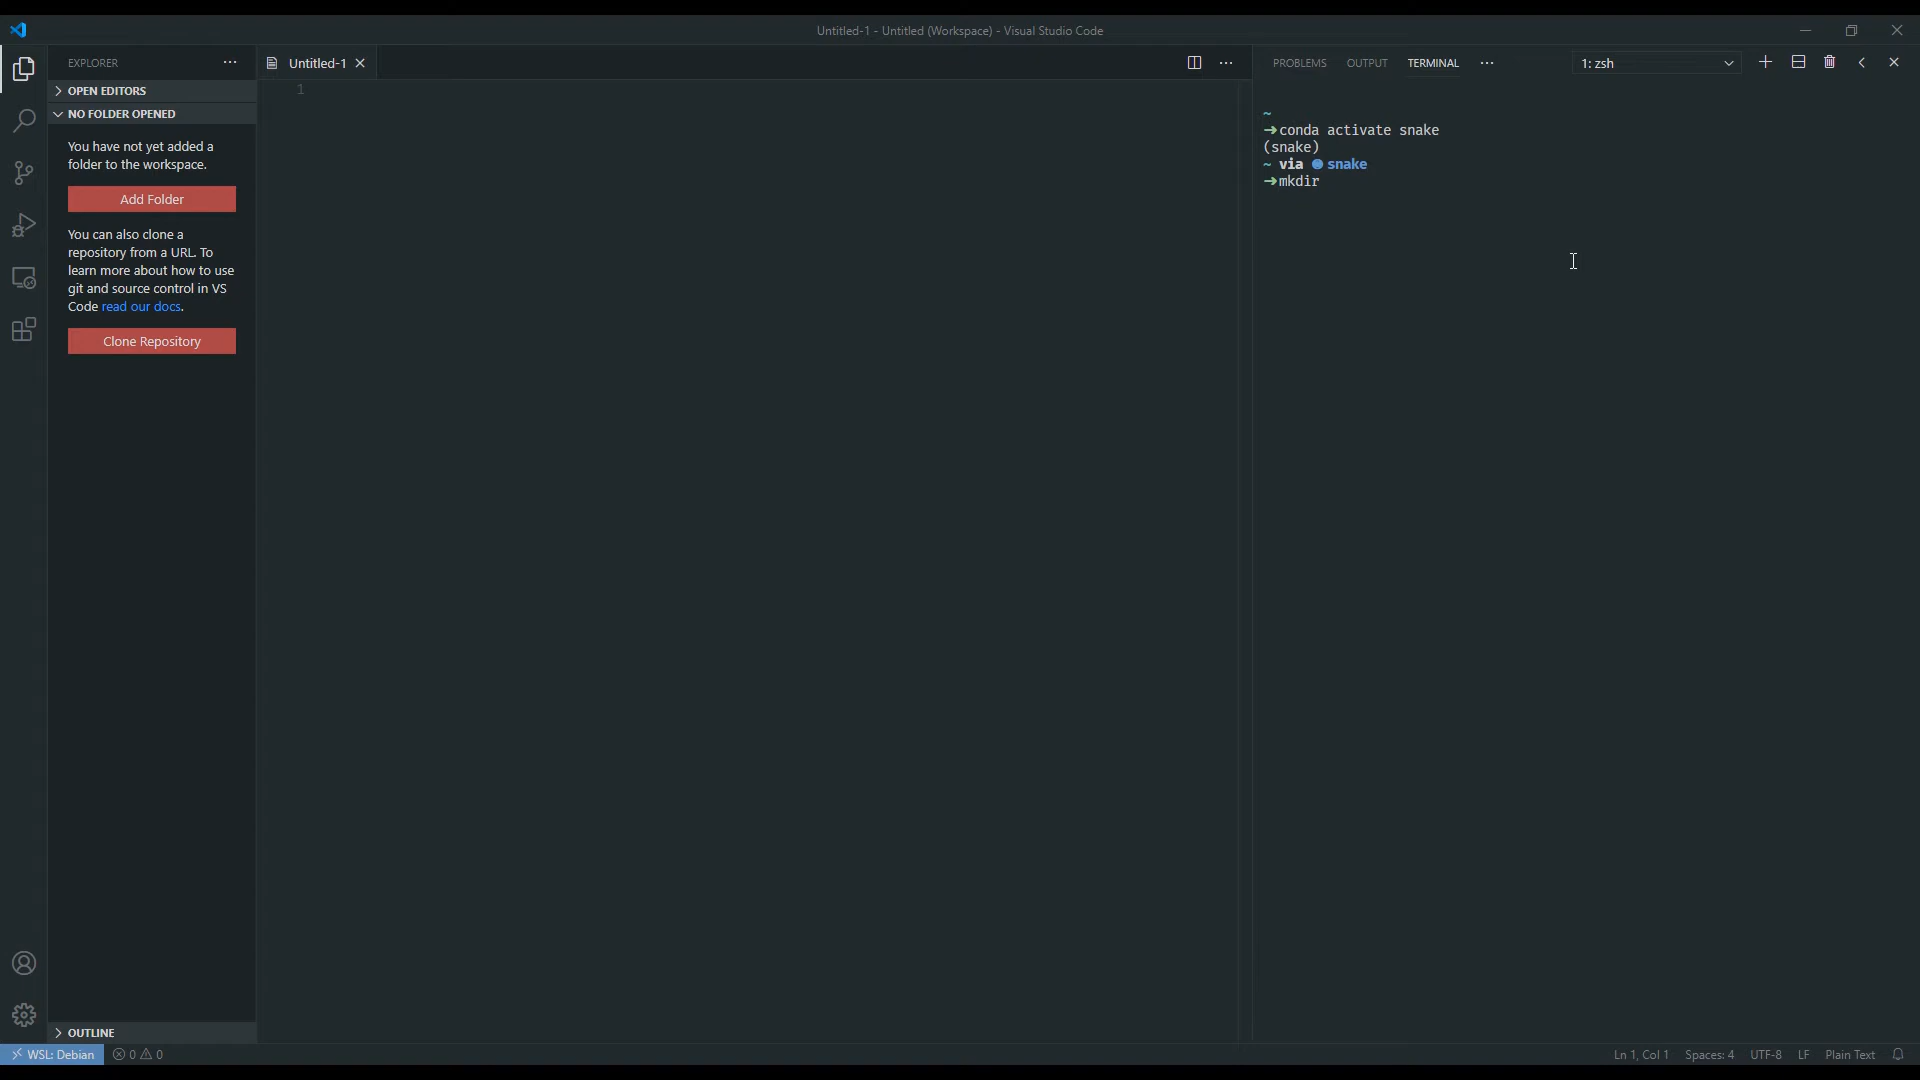 Untitled-1 - Untitled (Workspace) - Visual Studio Code
EXPLORER
Untitled-1
PROBLEMS OUTPUT TERMINAL
1: zsh
OPEN EDITORS
NO FOLDER OPENED
You have not yet added a
folder to the workspace.
Add Folder
You can also clone a
repository from a URL. To
learn more about how to use
git and source control in VS
Code read our docs.
Clone Repository
OUTLINE
1
~
➜conda activate snake
(snake)
~ via snake
➜mkdir
WSL: Debian 0 0
Ln 1, Col 1 Spaces: 4 UTF-8 LF Plain Text